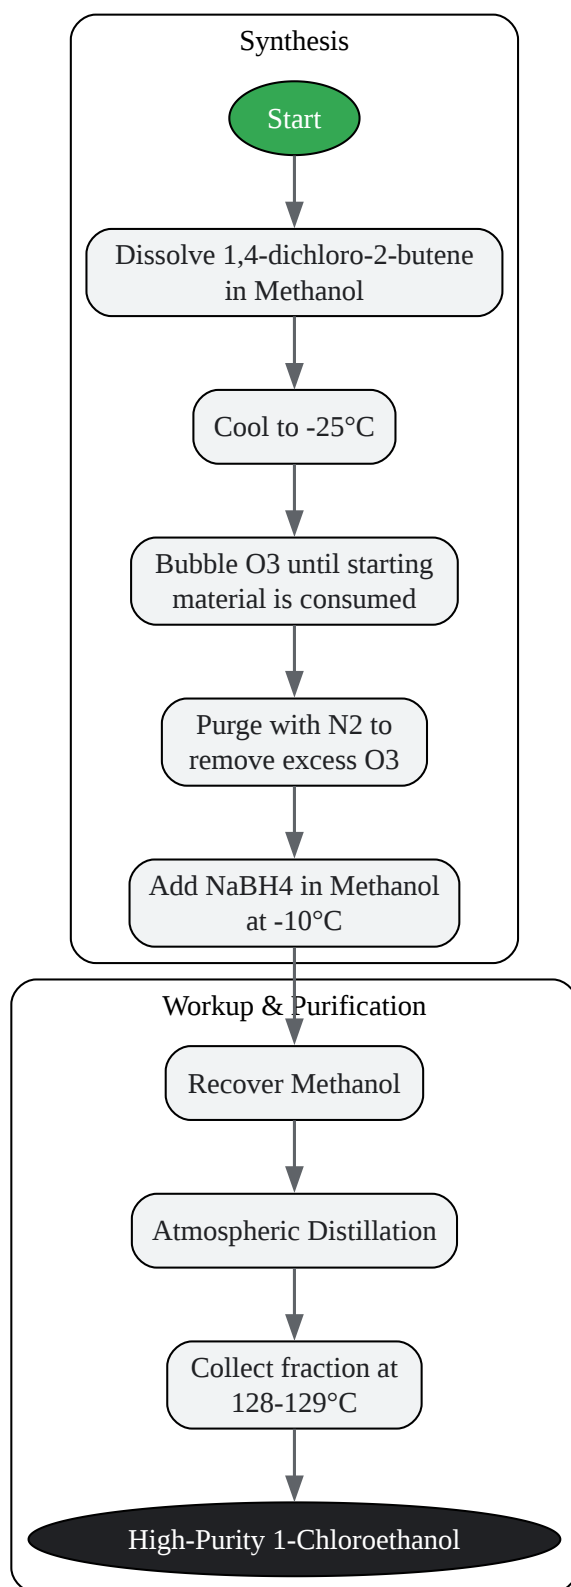 Synthesis
Start
Dissolve 1,4-dichloro-2-butene
in Methanol
Cool to -25°C
Bubble O3 until starting
material is consumed
Purge with N2 to
remove excess O3
Add NaBH4 in Methanol
at -10°C
Workup & Purification
Recover Methanol
Atmospheric Distillation
Collect fraction at
128-129°C
High-Purity 1-Chloroethanol